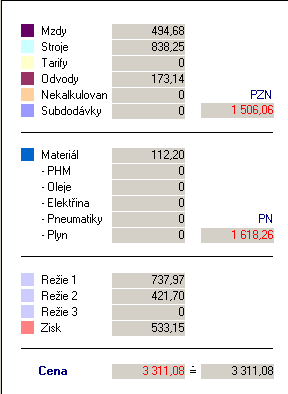 Mzdy 494,68
Stroje 838,25
Tarify 0
Odvody 173,14
Nekalkulovan 0 PZN
Subdodávky 0 1 506,06
Materiál 112,20
- PHM 0
- Oleje 0
- Elektřina 0
- Pneumatiky 0 PN
- Plyn 0 1 618,26
Režie 1 737,97
Režie 2 421,70
Režie 3 0
Zisk 533,15
Cena 3 311,08 ≐ 3 311,08